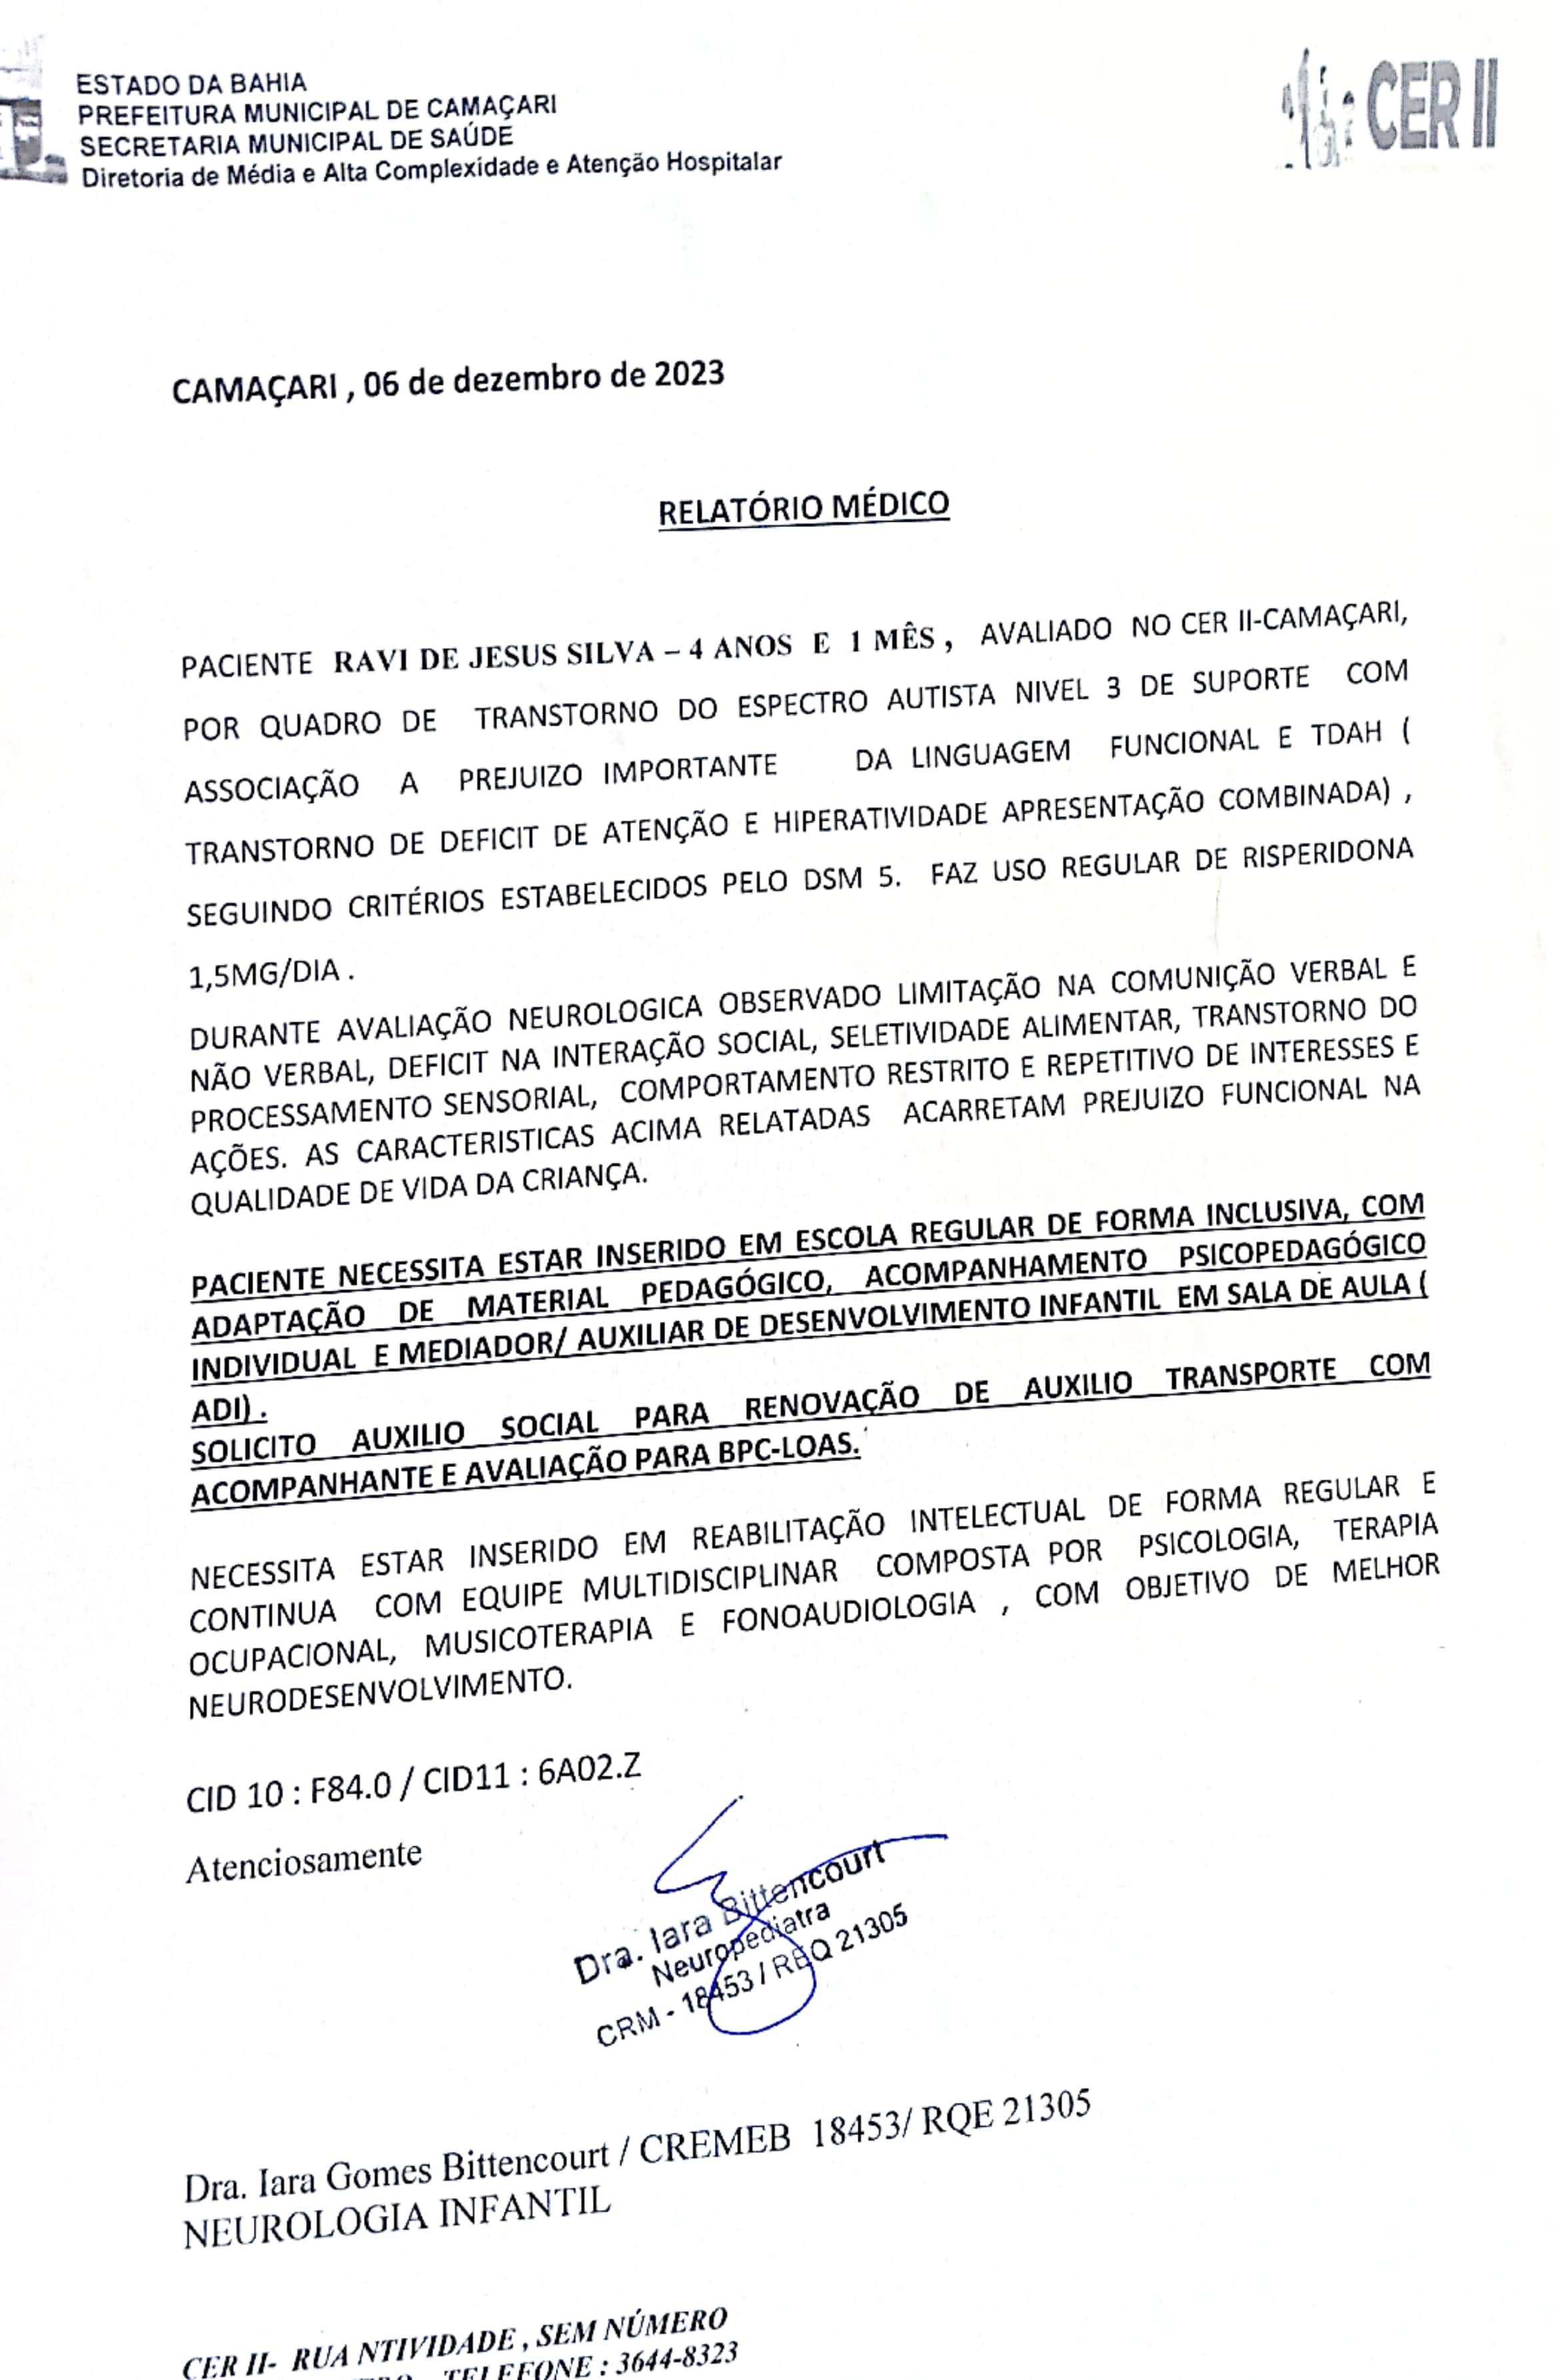 ESTADO DA BAHIA
PREFEITURA MUNICIPAL DE CAMAÇARI
SECRETARIA MUNICIPAL DE SAÚDE
Diretoria de Média e Alta Complexidade e Atenção Hospitalar
CER II
CAMAÇARI , 06 de dezembro de 2023
RELATÓRIO MÉDICO
PACIENTE RAVI DE JESUS SILVA – 4 ANOS E 1 MÊS , AVALIADO NO CER II-CAMAÇARI,
POR QUADRO DE TRANSTORNO DO ESPECTRO AUTISTA NIVEL 3 DE SUPORTE COM
ASSOCIAÇÃO A PREJUIZO IMPORTANTE DA LINGUAGEM FUNCIONAL E TDAH (
TRANSTORNO DE DEFICIT DE ATENÇÃO E HIPERATIVIDADE APRESENTAÇÃO COMBINADA) ,
SEGUINDO CRITÉRIOS ESTABELECIDOS PELO DSM 5. FAZ USO REGULAR DE RISPERIDONA
1,5MG/DIA .
DURANTE AVALIAÇÃO NEUROLOGICA OBSERVADO LIMITAÇÃO NA COMUNIÇÃO VERBAL E
NÃO VERBAL, DEFICIT NA INTERAÇÃO SOCIAL, SELETIVIDADE ALIMENTAR, TRANSTORNO DO
PROCESSAMENTO SENSORIAL, COMPORTAMENTO RESTRITO E REPETITIVO DE INTERESSES E
AÇÕES. AS CARACTERISTICAS ACIMA RELATADAS ACARRETAM PREJUIZO FUNCIONAL NA
QUALIDADE DE VIDA DA CRIANÇA.
PACIENTE NECESSITA ESTAR INSERIDO EM ESCOLA REGULAR DE FORMA INCLUSIVA, COM
ADAPTAÇÃO DE MATERIAL PEDAGÓGICO, ACOMPANHAMENTO PSICOPEDAGÓGICO
INDIVIDUAL E MEDIADOR/ AUXILIAR DE DESENVOLVIMENTO INFANTIL EM SALA DE AULA (
ADI) .
SOLICITO AUXILIO SOCIAL PARA RENOVAÇÃO DE AUXILIO TRANSPORTE COM
ACOMPANHANTE E AVALIAÇÃO PARA BPC-LOAS.
NECESSITA ESTAR INSERIDO EM REABILITAÇÃO INTELECTUAL DE FORMA REGULAR E
CONTINUA COM EQUIPE MULTIDISCIPLINAR COMPOSTA POR PSICOLOGIA, TERAPIA
OCUPACIONAL, MUSICOTERAPIA E FONOAUDIOLOGIA , COM OBJETIVO DE MELHOR
NEURODESENVOLVIMENTO.
CID 10 : F84.0 / CID11 : 6A02.Z
Atenciosamente
Dra. Iara Bittencourt
Neuropediatra
CRM - 18453 / REQ 21305
Dra. Iara Gomes Bittencourt / CREMEB 18453/ RQE 21305
NEUROLOGIA INFANTIL
CER II- RUA NTIVIDADE , SEM NÚMERO
TELEFONE : 3644-8323